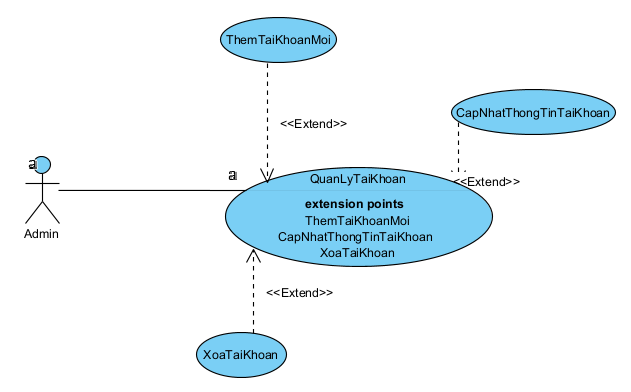 ThemTaiKhoanMoi
CapNhatThongTinTaiKhoan
<<Extend>>
a
a
QuanLyTaiKhoan
<<Extend>>
extension points
ThemTaiKhoanMoi
CapNhatThongTinTaiKhoan
XoaTaiKhoan
Admin
<<Extend>>
XoaTaiKhoan